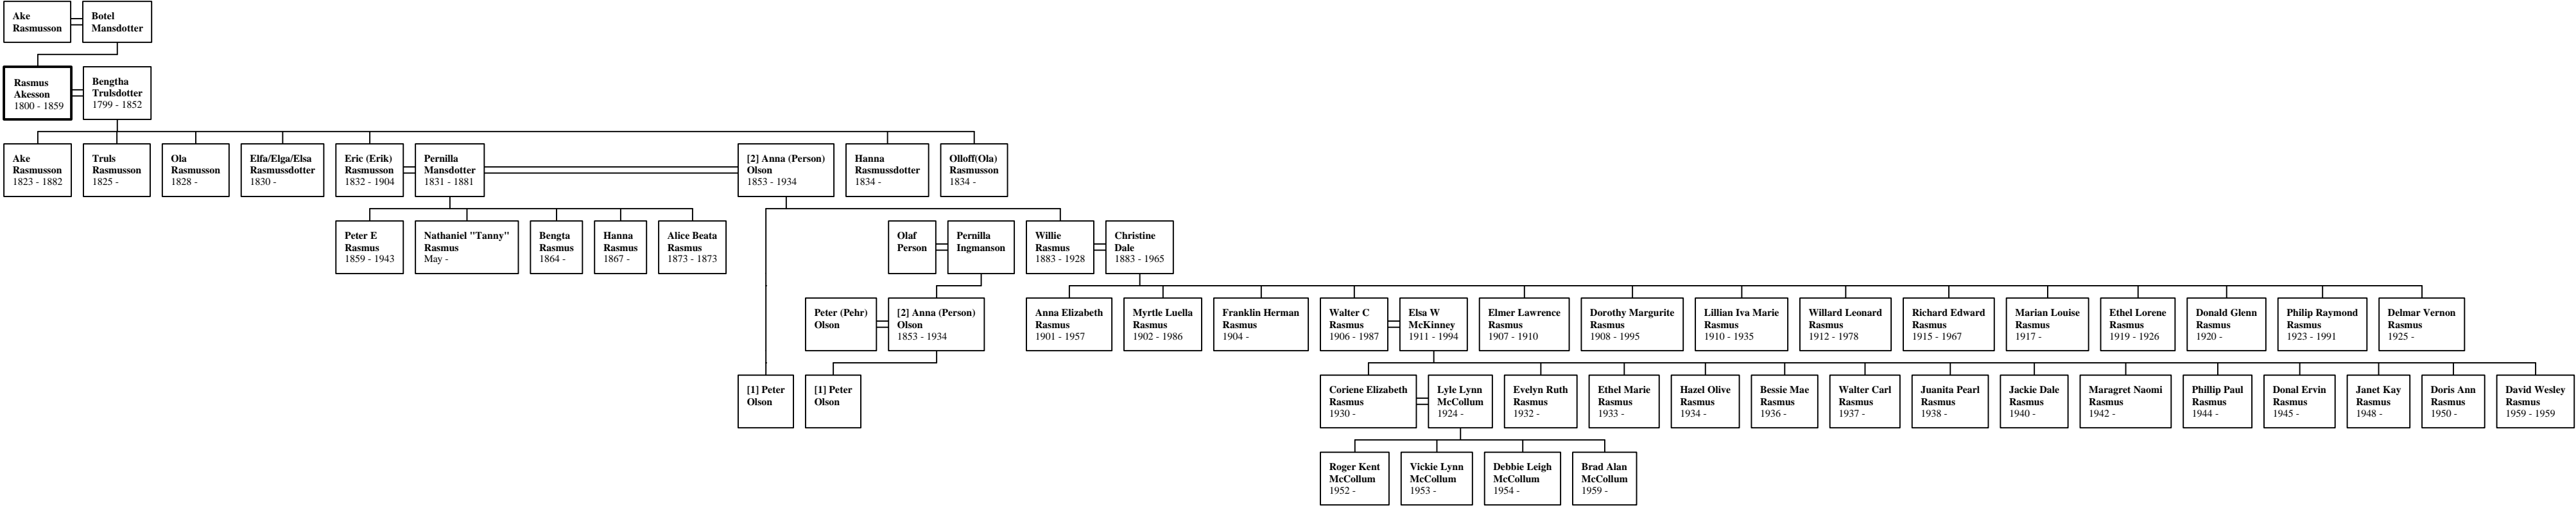 Ake
Rasmusson
Botel
Mansdotter
Rasmus
Akesson
1800 - 1859
Bengtha
Trulsdotter
1799 - 1852
Ake
Rasmusson
1823 - 1882
Truls
Rasmusson
1825 -
Ola
Rasmusson
1828 -
Elfa/Elga/Elsa
Rasmussdotter
1830 -
Eric (Erik)
Rasmusson
1832 - 1904
Pernilla
Mansdotter
1831 - 1881
[2] Anna (Person)
Olson
1853 - 1934
Hanna
Rasmussdotter
1834 -
Olloff(Ola)
Rasmusson
1834 -
Peter E
Rasmus
1859 - 1943
Nathaniel "Tanny"
Rasmus
May -
Bengta
Rasmus
1864 -
Hanna
Rasmus
1867 -
Alice Beata
Rasmus
1873 - 1873
Olaf
Person
Pernilla
Ingmanson
Willie
Rasmus
1883 - 1928
Christine
Dale
1883 - 1965
Peter (Pehr)
Olson
[2] Anna (Person)
Olson
1853 - 1934
Anna Elizabeth
Rasmus
1901 - 1957
Myrtle Luella
Rasmus
1902 - 1986
Franklin Herman
Rasmus
1904 -
Walter C
Rasmus
1906 - 1987
Elsa W
McKinney
1911 - 1994
Elmer Lawrence
Rasmus
1907 - 1910
Dorothy Margurite
Rasmus
1908 - 1995
Lillian Iva Marie
Rasmus
1910 - 1935
Willard Leonard
Rasmus
1912 - 1978
Richard Edward
Rasmus
1915 - 1967
Marian Louise
Rasmus
1917 -
Ethel Lorene
Rasmus
1919 - 1926
Donald Glenn
Rasmus
1920 -
Philip Raymond
Rasmus
1923 - 1991
Delmar Vernon
Rasmus
1925 -
[1] Peter
Olson
[1] Peter
Olson
Coriene Elizabeth
Rasmus
1930 -
Lyle Lynn
McCollum
1924 -
Evelyn Ruth
Rasmus
1932 -
Ethel Marie
Rasmus
1933 -
Hazel Olive
Rasmus
1934 -
Bessie Mae
Rasmus
1936 -
Walter Carl
Rasmus
1937 -
Juanita Pearl
Rasmus
1938 -
Jackie Dale
Rasmus
1940 -
Maragret Naomi
Rasmus
1942 -
Phillip Paul
Rasmus
1944 -
Donal Ervin
Rasmus
1945 -
Janet Kay
Rasmus
1948 -
Doris Ann
Rasmus
1950 -
David Wesley
Rasmus
1959 - 1959
Roger Kent
McCollum
1952 -
Vickie Lynn
McCollum
1953 -
Debbie Leigh
McCollum
1954 -
Brad Alan
McCollum
1959 -